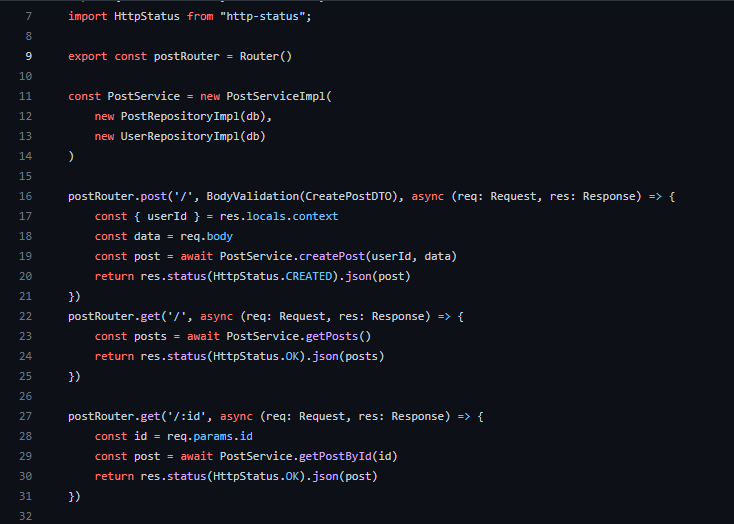 7 import HttpStatus from "http-status";
8
9 export const postRouter = Router()
10
11 const PostService = new PostServiceImpl(
12     new PostRepositoryImpl(db),
13     new UserRepositoryImpl(db)
14 )
15
16 postRouter.post('/', BodyValidation(CreatePostDTO), async (req: Request, res: Response) => {
17     const { userId } = res.locals.context
18     const data = req.body
19     const post = await PostService.createPost(userId, data)
20     return res.status(HttpStatus.CREATED).json(post)
21 })
22 postRouter.get('/', async (req: Request, res: Response) => {
23     const posts = await PostService.getPosts()
24     return res.status(HttpStatus.OK).json(posts)
25 })
26
27 postRouter.get('/:id', async (req: Request, res: Response) => {
28     const id = req.params.id
29     const post = await PostService.getPostById(id)
30     return res.status(HttpStatus.OK).json(post)
31 })
32